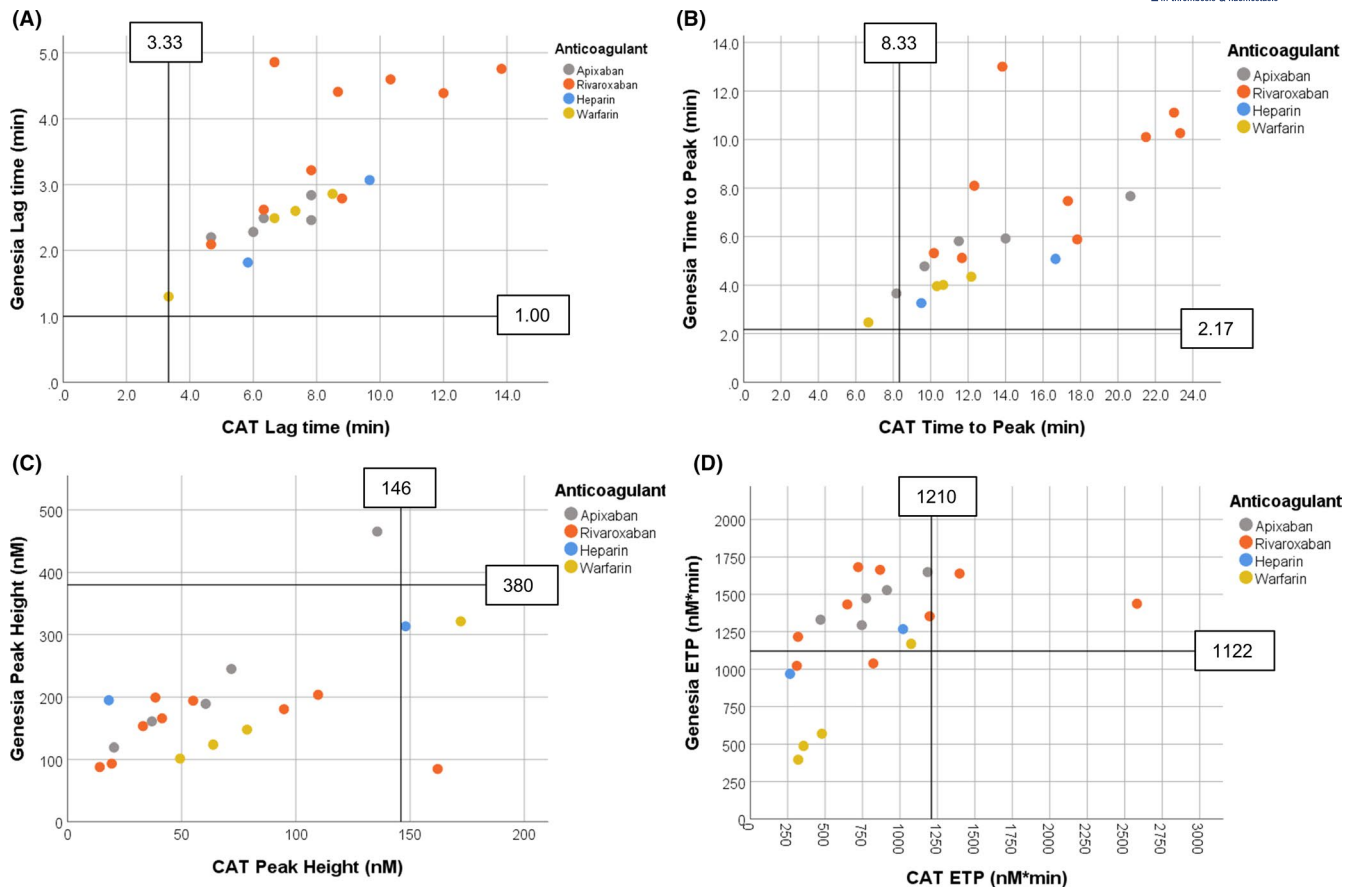 in thrombosis & haemostasis
(A)
3.33
Anticoagulant
Apixaban
Rivaroxaban
Heparin
Warfarin
Genesia Lag time (min)
5.0
4.0
3.0
2.0
1.0
.0
1.00
.0 2.0 4.0 6.0 8.0 10.0 12.0 14.0
CAT Lag time (min)
(B)
8.33
Anticoagulant
Apixaban
Rivaroxaban
Heparin
Warfarin
Genesia Time to Peak (min)
14.0
12.0
10.0
8.0
6.0
4.0
2.0
.0
2.17
.0 2.0 4.0 6.0 8.0 10.0 12.0 14.0 16.0 18.0 20.0 22.0 24.0
CAT Time to Peak (min)
(C)
146
Anticoagulant
Apixaban
Rivaroxaban
Heparin
Warfarin
Genesia Peak Height (nM)
500
400
300
200
100
0
380
0 50 100 150 200
CAT Peak Height (nM)
(D)
1210
Anticoagulant
Apixaban
Rivaroxaban
Heparin
Warfarin
Genesia ETP (nM*min)
2000
1750
1500
1250
1000
750
500
250
0
1122
0 250 500 750 1000 1250 1500 1750 2000 2250 2500 2750 3000
CAT ETP (nM*min)